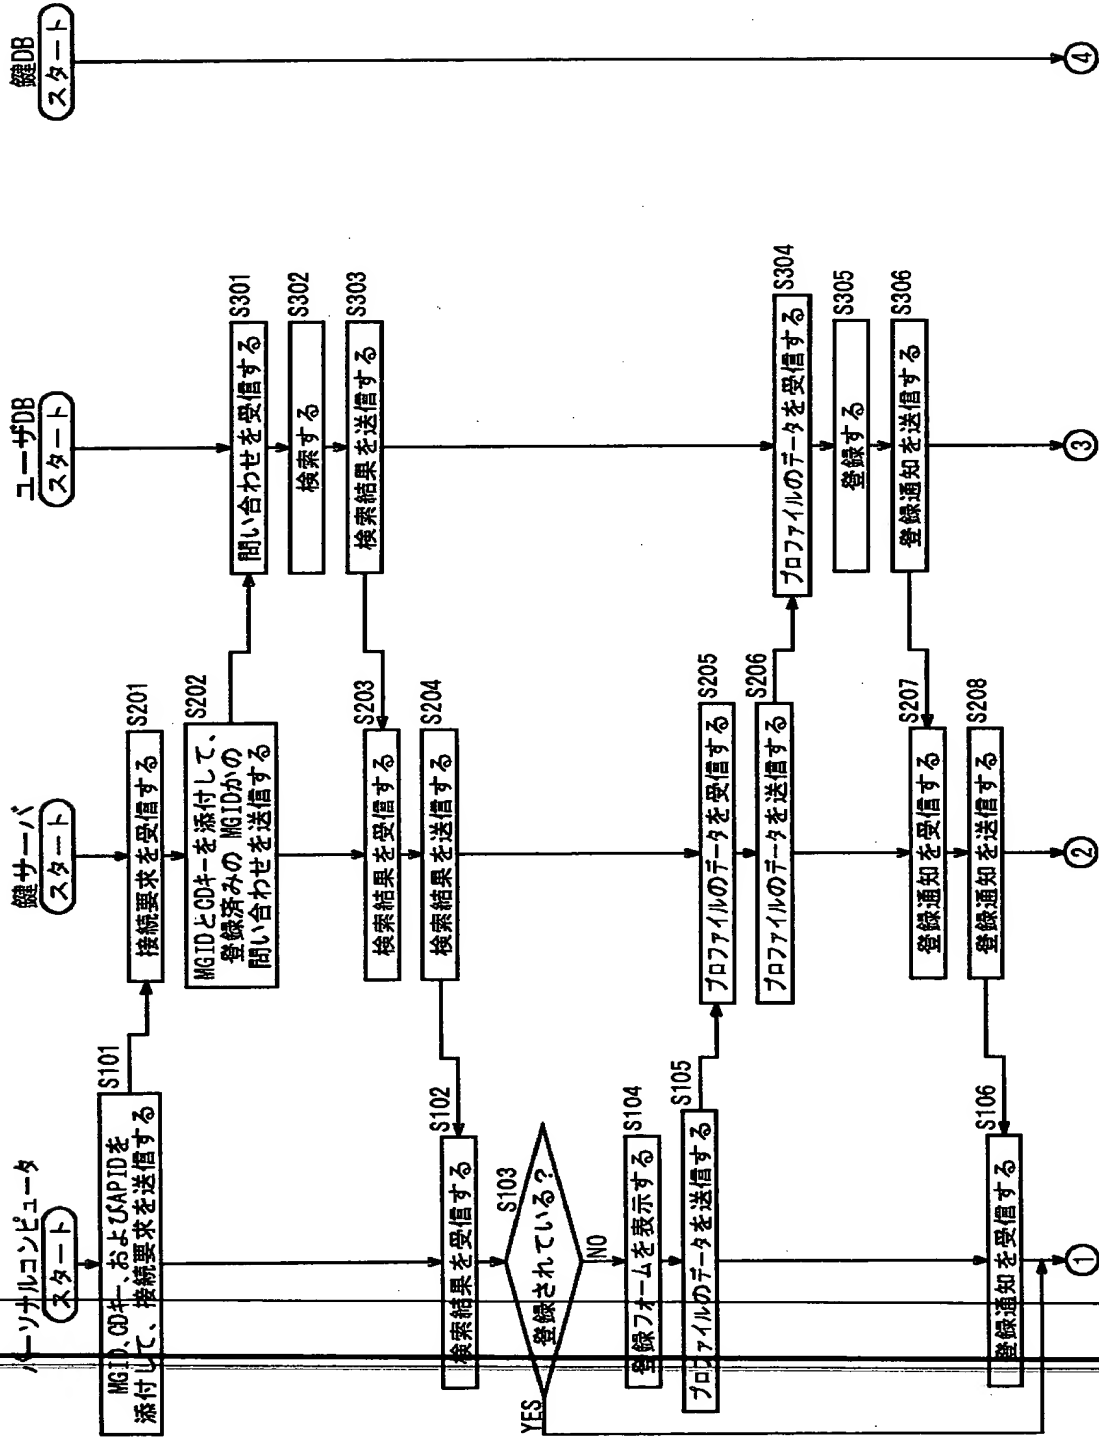 パーソナルコンピュータ
スタート
S101
MGID、CDキー、およびAPIDを
添付して、接続要求を送信する
S102
検索結果を受信する
S103
登録されている?
YES
NO
S104
登録フォームを表示する
S105
プロファイルのデータを送信する
S106
登録通知を受信する
1
鍵サーバ
スタート
S201
接続要求を受信する
S202
MGIDとCDキーを添付して、
登録済みの MGIDかの
問い合わせを送信する
S203
検索結果を受信する
S204
検索結果を送信する
S205
プロファイルのデータを受信する
S206
プロファイルのデータを送信する
S207
登録通知を受信する
S208
登録通知を送信する
2
ユーザDB
スタート
S301
問い合わせを受信する
S302
検索する
S303
検索結果を送信する
S304
プロファイルのデータを受信する
S305
登録する
S306
登録通知を送信する
3
鍵DB
スタート
4